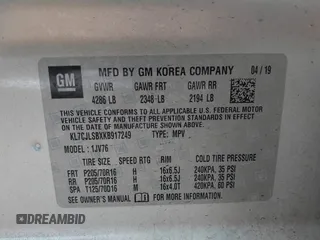 GM
MFD BY GM KOREA COMPANY 04/19
GVWR GAWR FRT GAWR RR
4286 LB 2348 LB 2194 LB
THIS VEHICLE CONFORMS TO ALL APPLICABLE U.S. FEDERAL MOTOR
VEHICLE SAFETY, BUMPER, AND THEFT PREVENTION STANDARDS IN
EFFECT ON THE DATE OF MANUFACTURE SHOWN ABOVE.
KL7CJLSBXKB917249 TYPE: MPV
MODEL: 1JV76
TIRE SIZE SPEED RTG RIM COLD TIRE PRESSURE
FRT P205/70R16 H 16x6.5J 240KPA, 35 PSI
RR P205/70R16 H 16x6.5J 240KPA, 35 PSI
SPA T125/70D16 M 16x4.0T 420KPA, 60 PSI
SEE OWNER'S MANUAL FOR ADDITIONAL INFORMATION.
DREAMBID